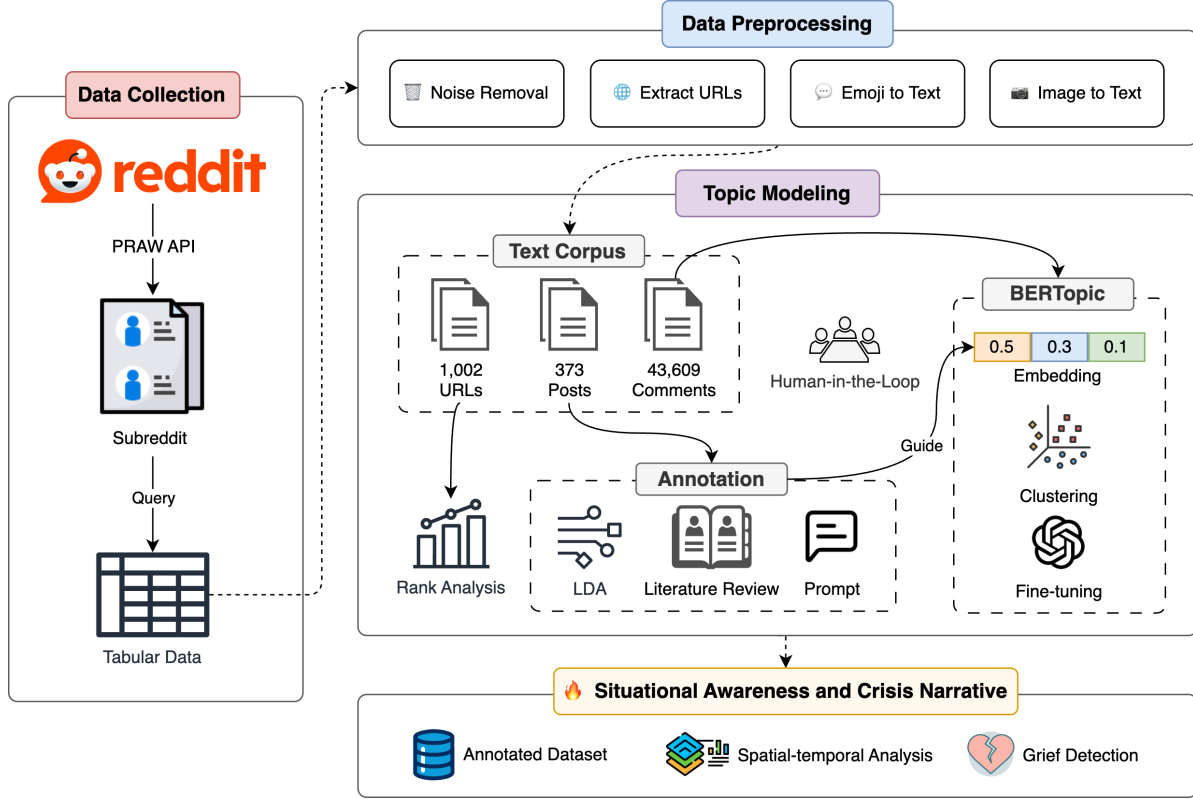 Data Collection
reddit
PRAW API
Subreddit
Query
Tabular Data
Data Preprocessing
Noise Removal
Extract URLs
Emoji to Text
Image to Text
Topic Modeling
Text Corpus
1,002
URLs
373
Posts
43,609
Comments
Rank Analysis
Human-in-the-Loop
Annotation
LDA
Literature Review
Prompt
Guide
BERTopic
0.5
0.3
0.1
Embedding
Clustering
Fine-tuning
Situational Awareness and Crisis Narrative
Annotated Dataset
Spatial-temporal Analysis
Grief Detection